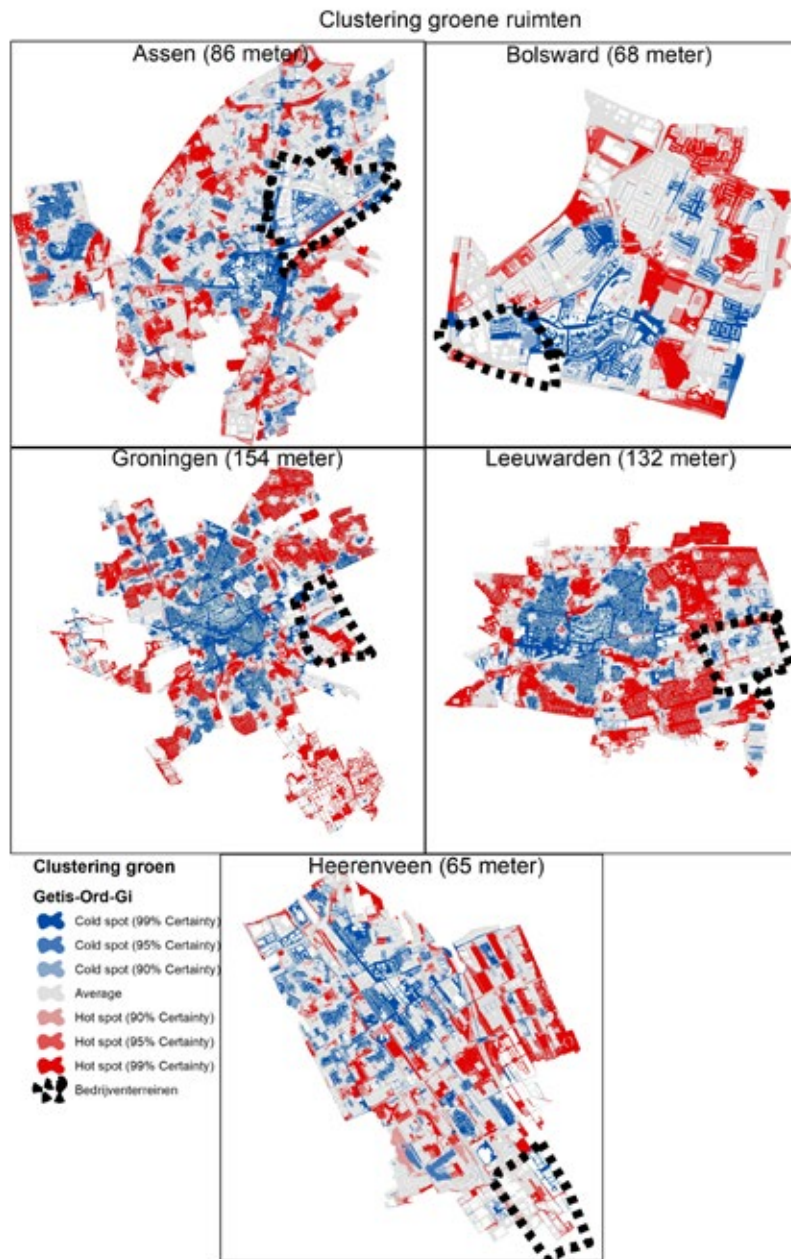 Clustering groene ruimten
Assen (86 meter)
Bolsward (68 meter)
Groningen (154 meter)
Leeuwarden (132 meter)
Heerenveen (65 meter)
Clustering groen
Getis-Ord-Gi
Cold spot (99% Certainty)
Cold spot (95% Certainty)
Cold spot (90% Certainty)
Average
Hot spot (90% Certainty)
Hot spot (95% Certainty)
Hot spot (99% Certainty)
Bedrijventerreinen